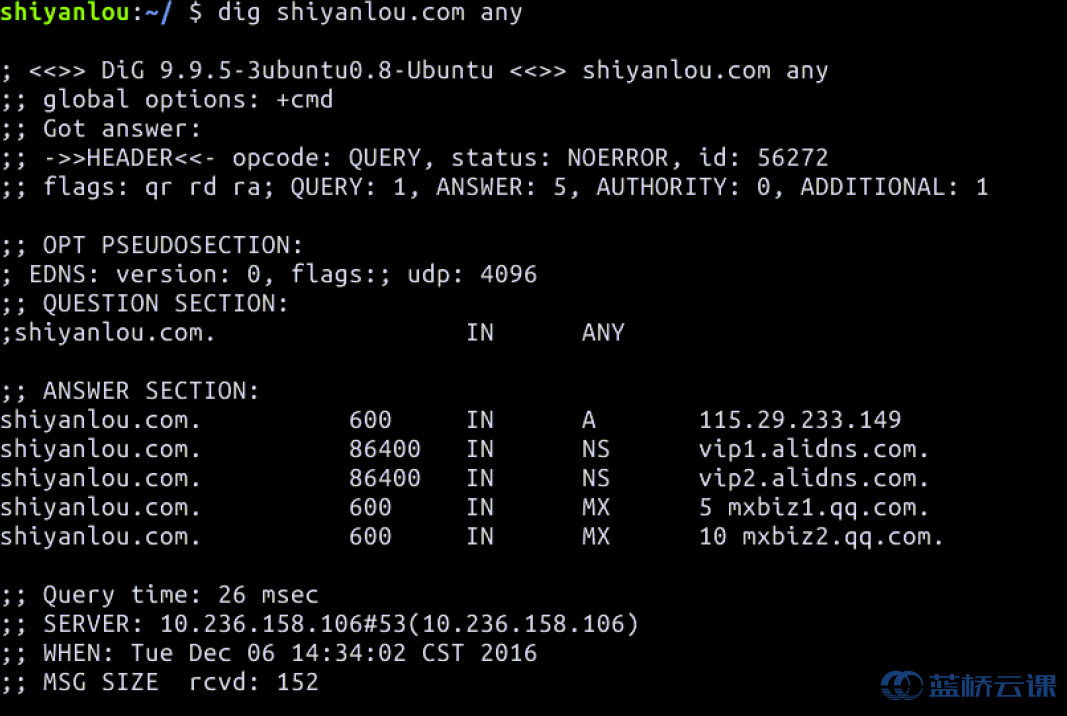 shiyanlou:~/ $ dig shiyanlou.com any
; <<>> DiG 9.9.5-3ubuntu0.8-Ubuntu <<>> shiyanlou.com any
;; global options: +cmd
;; Got answer:
;; ->>HEADER<<- opcode: QUERY, status: NOERROR, id: 56272
;; flags: qr rd ra; QUERY: 1, ANSWER: 5, AUTHORITY: 0, ADDITIONAL: 1
;; OPT PSEUDOSECTION:
; EDNS: version: 0, flags:; udp: 4096
;; QUESTION SECTION:
;shiyanlou.com. IN ANY
;; ANSWER SECTION:
shiyanlou.com. 600 IN A 115.29.233.149
shiyanlou.com. 86400 IN NS vip1.alidns.com.
shiyanlou.com. 86400 IN NS vip2.alidns.com.
shiyanlou.com. 600 IN MX 5 mxbiz1.qq.com.
shiyanlou.com. 600 IN MX 10 mxbiz2.qq.com.
;; Query time: 26 msec
;; SERVER: 10.236.158.106#53(10.236.158.106)
;; WHEN: Tue Dec 06 14:34:02 CST 2016
;; MSG SIZE rcvd: 152
蓝桥云课